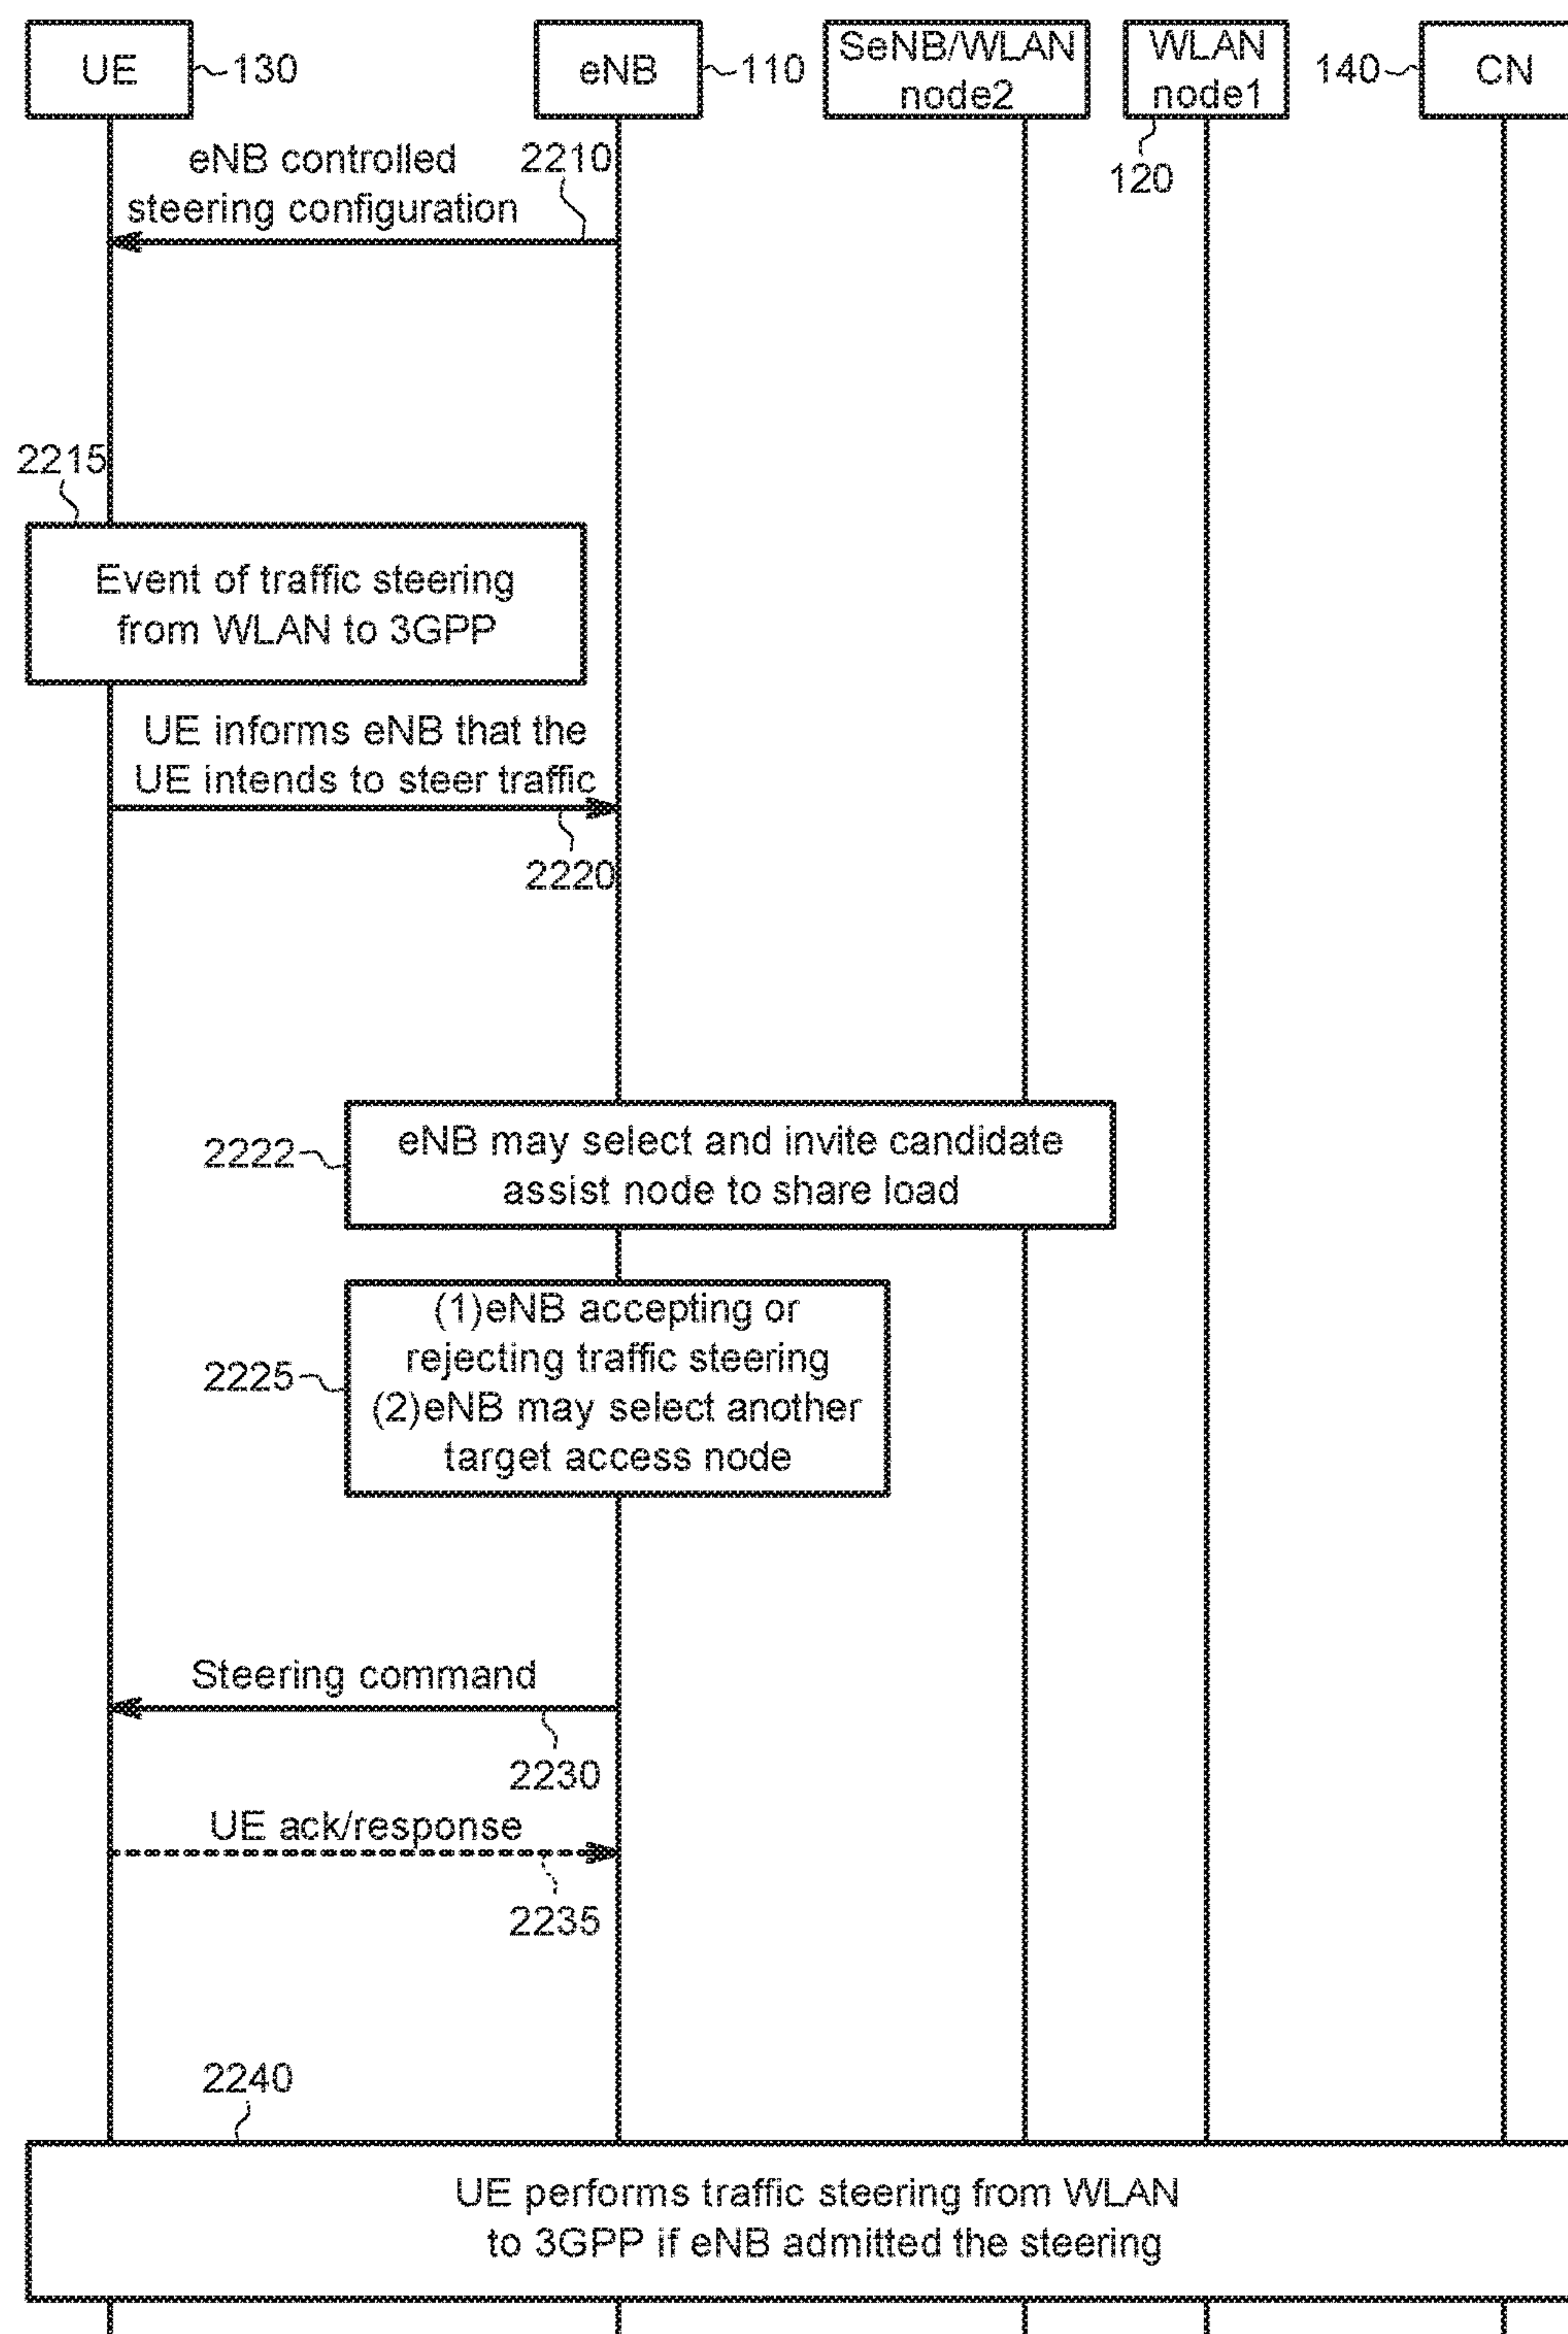 UE
130
eNB
110
SeNB/WLAN
node2
WLAN
node1
120
140
CN
eNB controlled
steering configuration
2210
2215
Event of traffic steering
from WLAN to 3GPP
UE informs eNB that the
UE intends to steer traffic
2220
2222
eNB may select and invite candidate
assist node to share load
2225
(1)eNB accepting or
rejecting traffic steering
(2)eNB may select another
target access node
Steering command
2230
UE ack/response
2235
2240
UE performs traffic steering from WLAN
to 3GPP if eNB admitted the steering